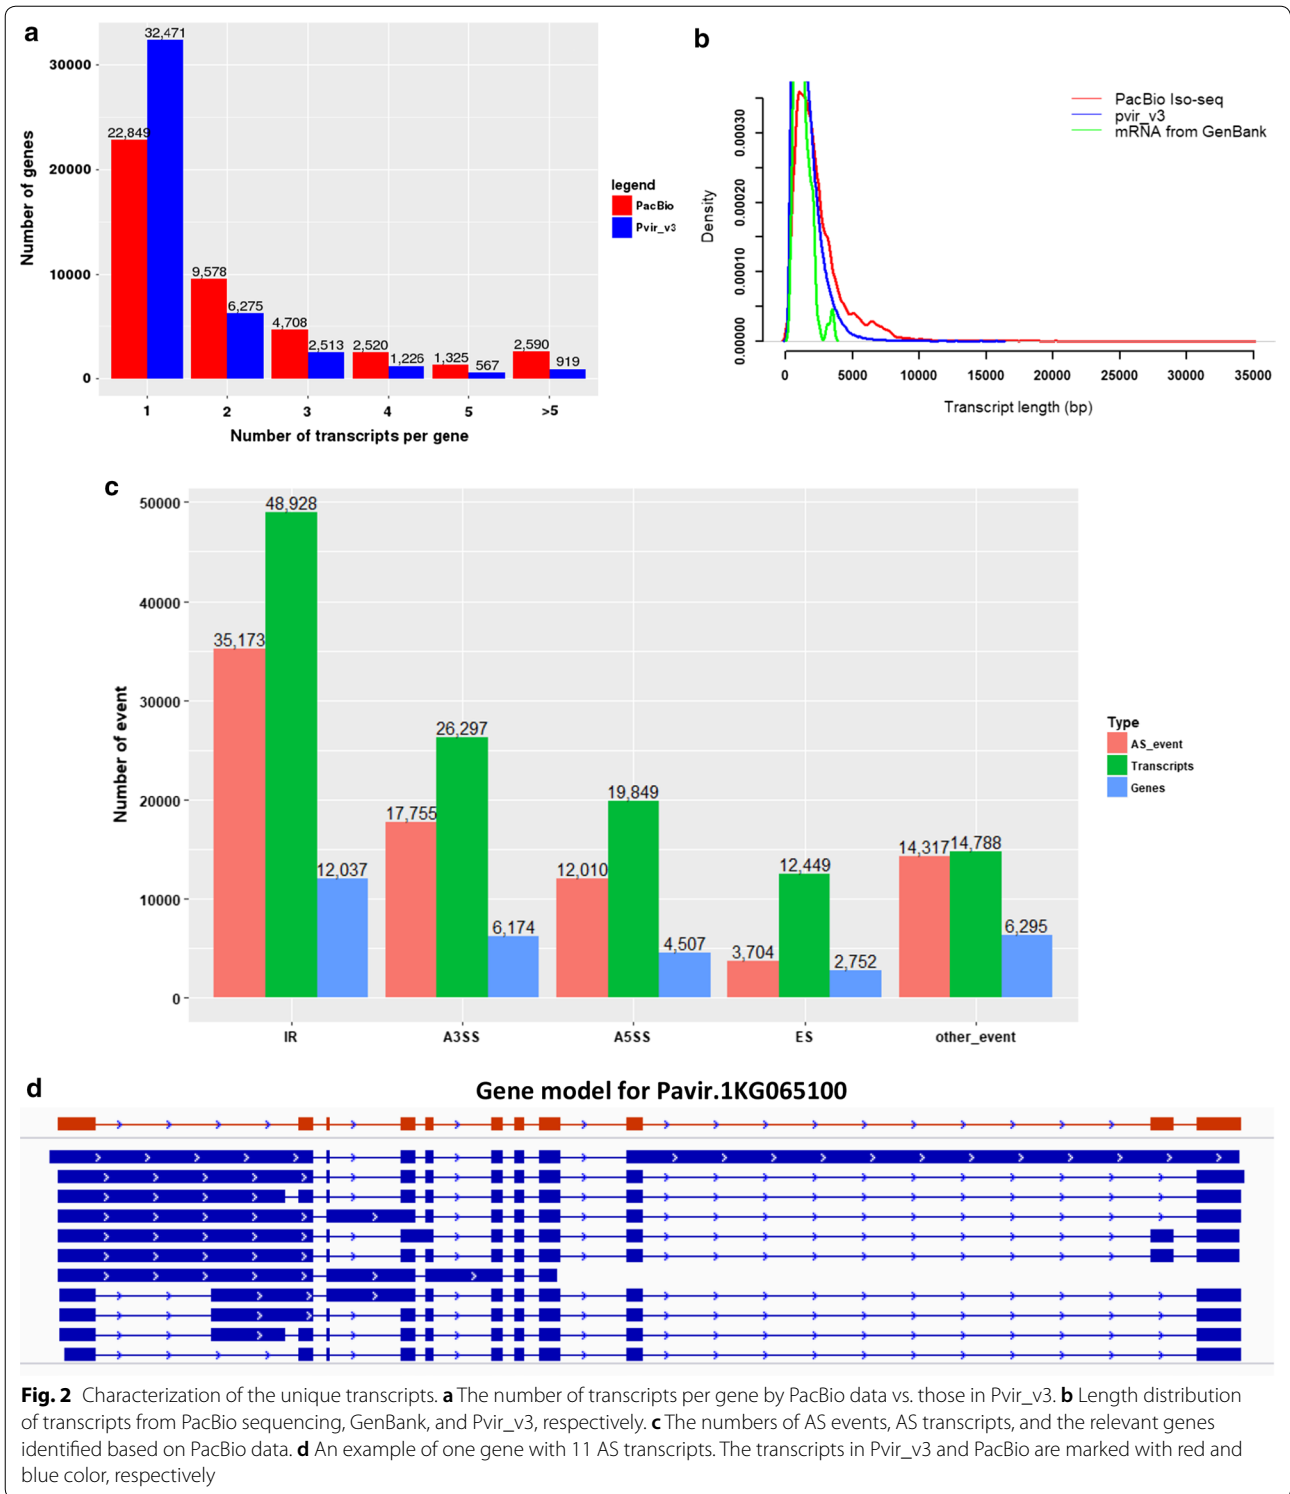 a
32,471
30000
22,849
20000
Number of genes
10000
9,578
6,275
4,708
2,513
2,520
1,226
1,325
567
2,590
919
0
1 2 3 4 5 >5
Number of transcripts per gene
legend
PacBio
Pvir_v3
b
PacBio Iso-seq
pvir_v3
mRNA from GenBank
Density
0.00000 0.00010 0.00020 0.00030
0 5000 10000 15000 20000 25000 30000 35000
Transcript length (bp)
c
50000
40000
30000
20000
10000
0
Number of event
48,928
35,173
12,037
26,297
17,755
6,174
19,849
12,010
4,507
12,449
3,704
2,752
14,317 14,788
6,295
IR A3SS A5SS ES other_event
Type
AS_event
Transcripts
Genes
d
Gene model for Pavir.1KG065100
Fig. 2 Characterization of the unique transcripts. a The number of transcripts per gene by PacBio data vs. those in Pvir_v3. b Length distribution
of transcripts from PacBio sequencing, GenBank, and Pvir_v3, respectively. c The numbers of AS events, AS transcripts, and the relevant genes
identified based on PacBio data. d An example of one gene with 11 AS transcripts. The transcripts in Pvir_v3 and PacBio are marked with red and
blue color, respectively